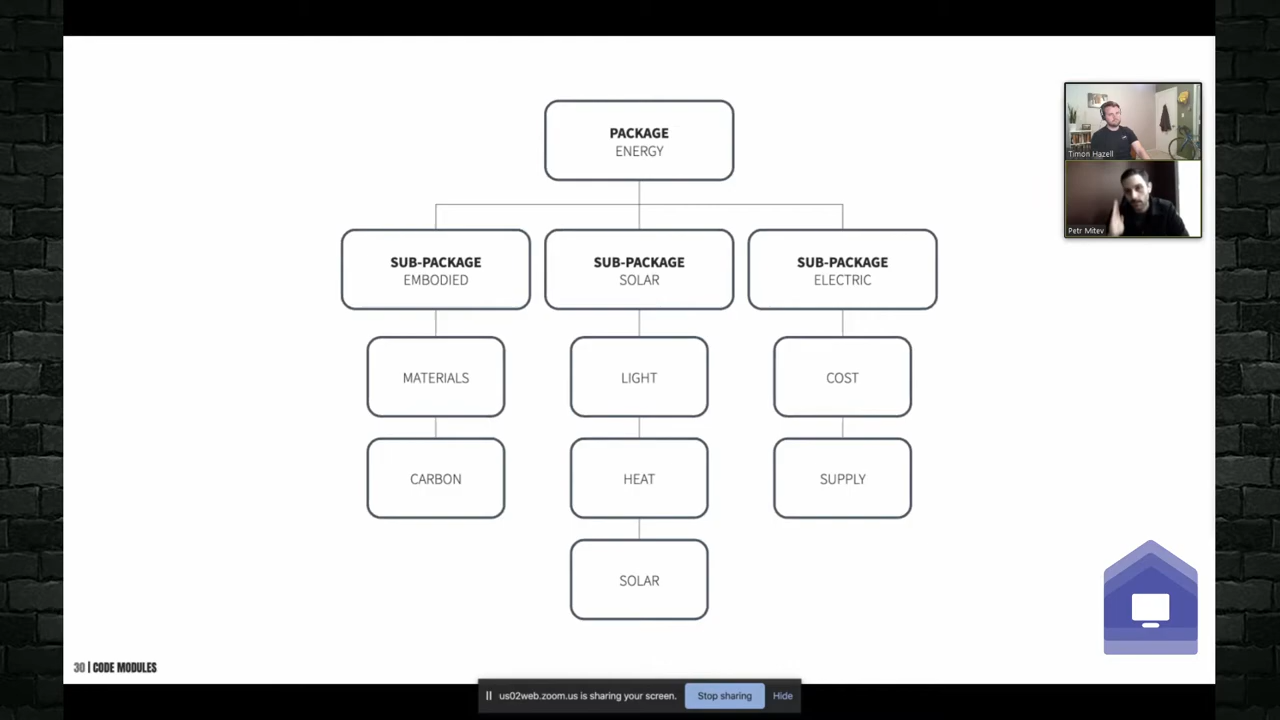 PACKAGE
ENERGY
Timon Hazell
Petr Mitev
SUB-PACKAGE
EMBODIED
SUB-PACKAGE
SOLAR
SUB-PACKAGE
ELECTRIC
MATERIALS
LIGHT
COST
CARBON
HEAT
SUPPLY
SOLAR
30 | CODE MODULES
us02web.zoom.us is sharing your screen.
Stop sharing
Hide